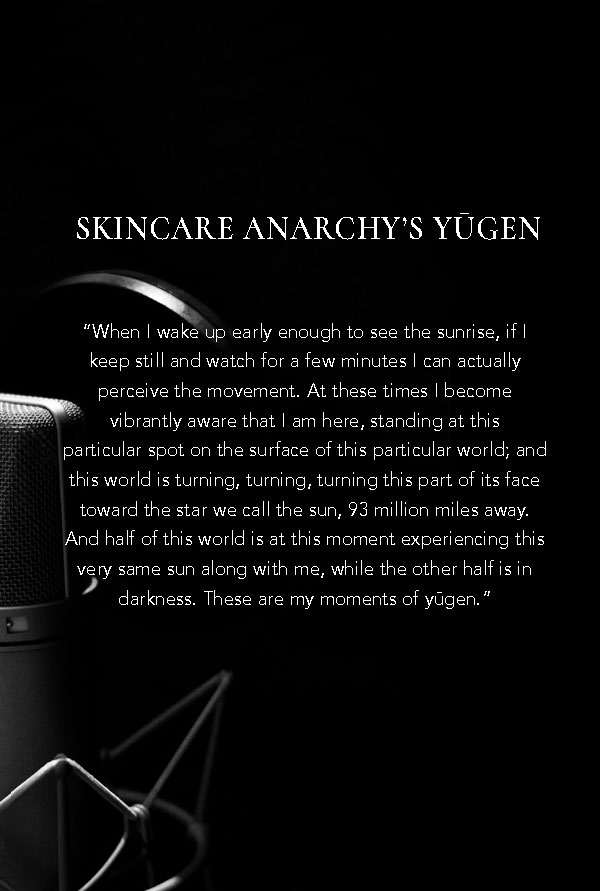 SKINCARE ANARCHY’S YŪGEN
“When I wake up early enough to see the sunrise, if I
keep still and watch for a few minutes I can actually
perceive the movement. At these times I become
vibrantly aware that I am here, standing at this
particular spot on the surface of this particular world; and
this world is turning, turning, turning this part of its face
toward the star we call the sun, 93 million miles away.
And half of this world is at this moment experiencing this
very same sun along with me, while the other half is in
darkness. These are my moments of yūgen.”